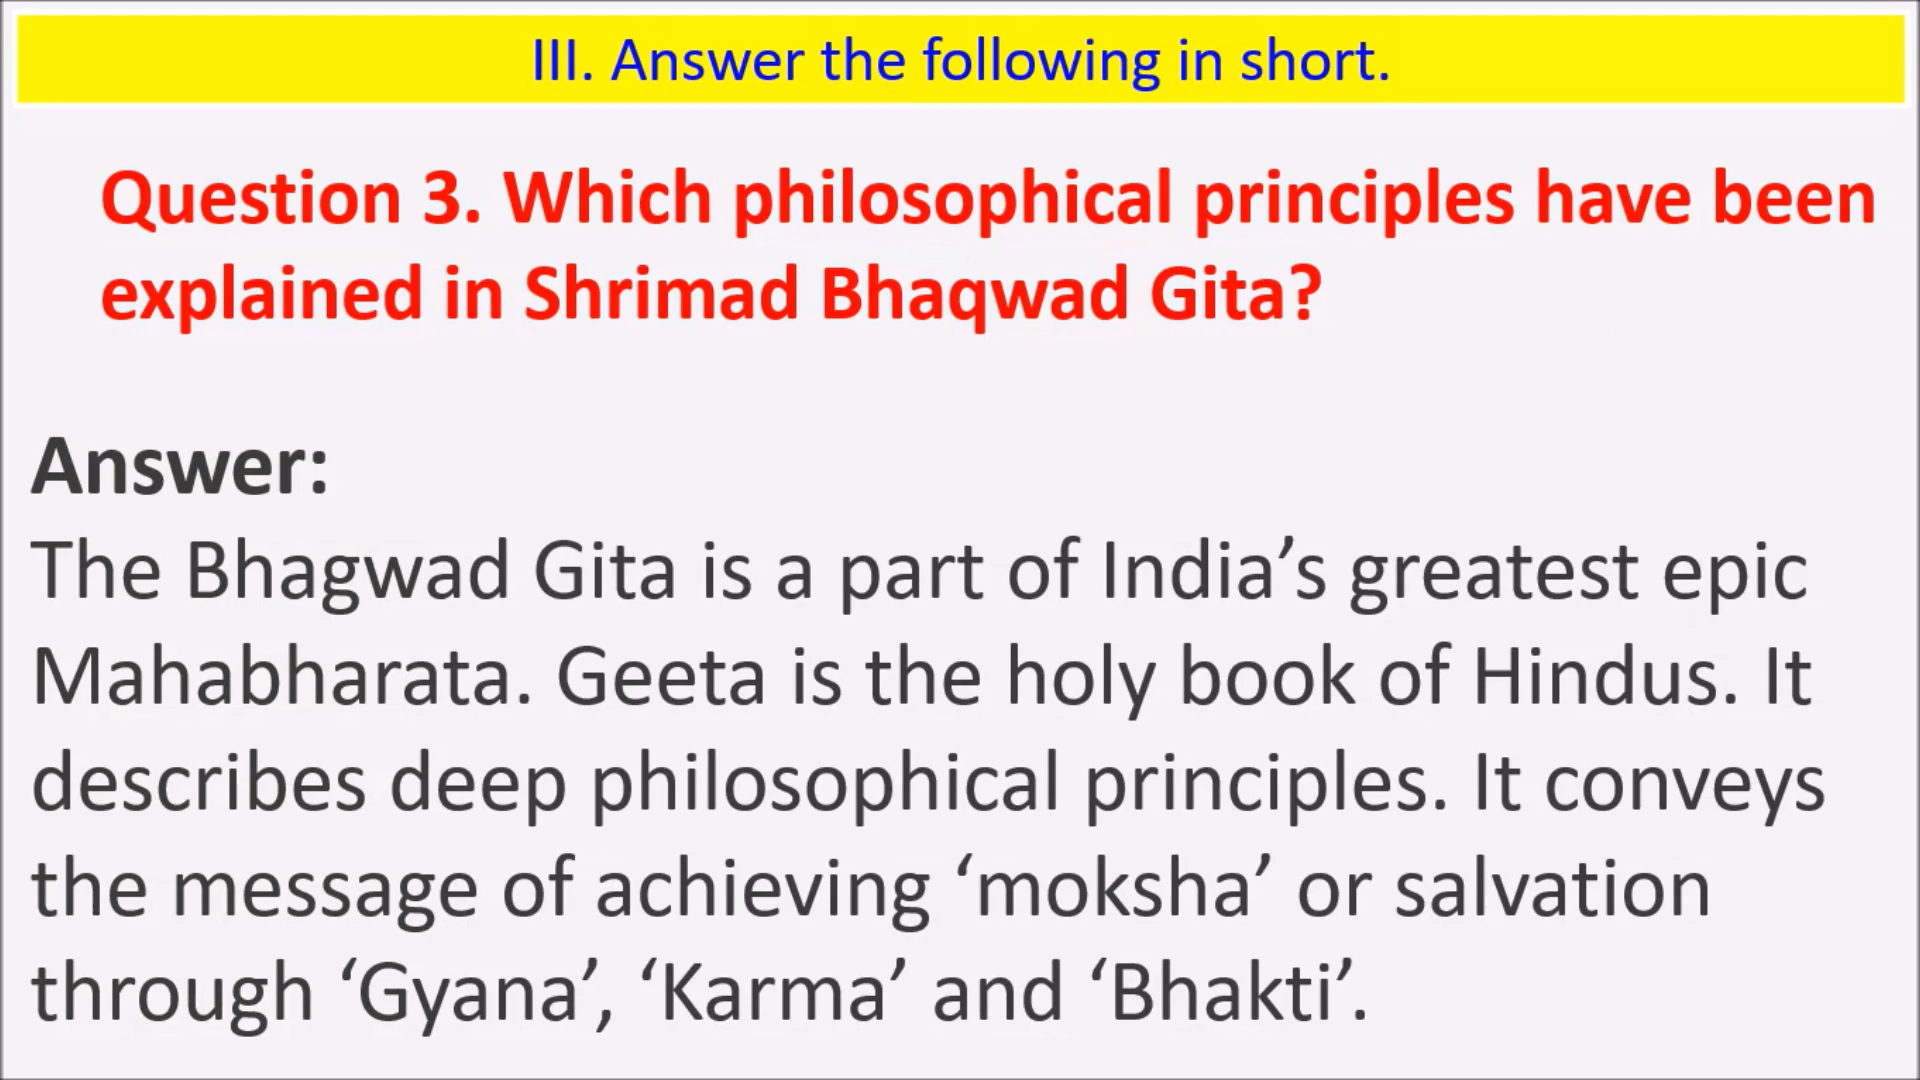 III. Answer the following in short.
Question 3. Which philosophical principles have been
explained in Shrimad Bhaqwad Gita?
Answer:
The Bhagwad Gita is a part of India’s greatest epic
Mahabharata. Geeta is the holy book of Hindus. It
describes deep philosophical principles. It conveys
the message of achieving ‘moksha’ or salvation
through ‘Gyana’, ‘Karma’ and ‘Bhakti’.